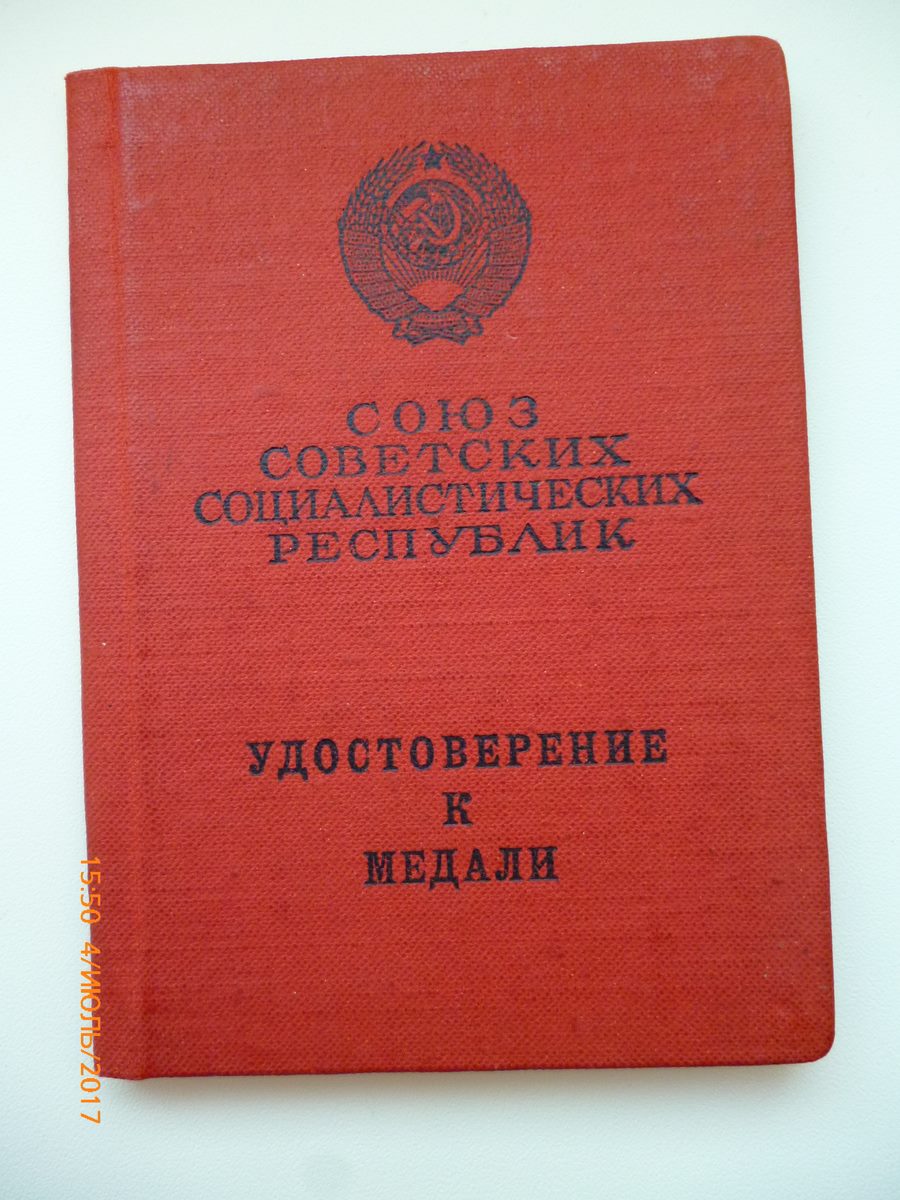 СОЮЗ
СОВЕТСКИХ
СОЦИАЛИСТИЧЕСКИХ
РЕСПУБЛИК
УДОСТОВЕРЕНИЕ
К
МЕДАЛИ
15:50 4/ИЮЛЬ/2017